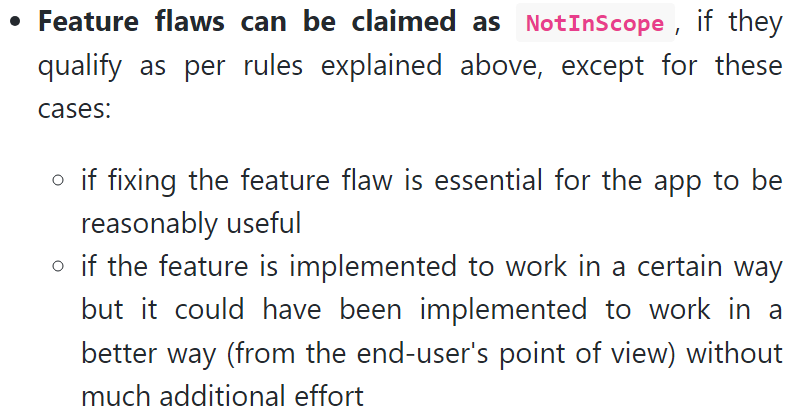 • Feature flaws can be claimed as NotInScope, if they
qualify as per rules explained above, except for these
cases:
◦ if fixing the feature flaw is essential for the app to be
reasonably useful
◦ if the feature is implemented to work in a certain way
but it could have been implemented to work in a
better way (from the end-user's point of view) without
much additional effort